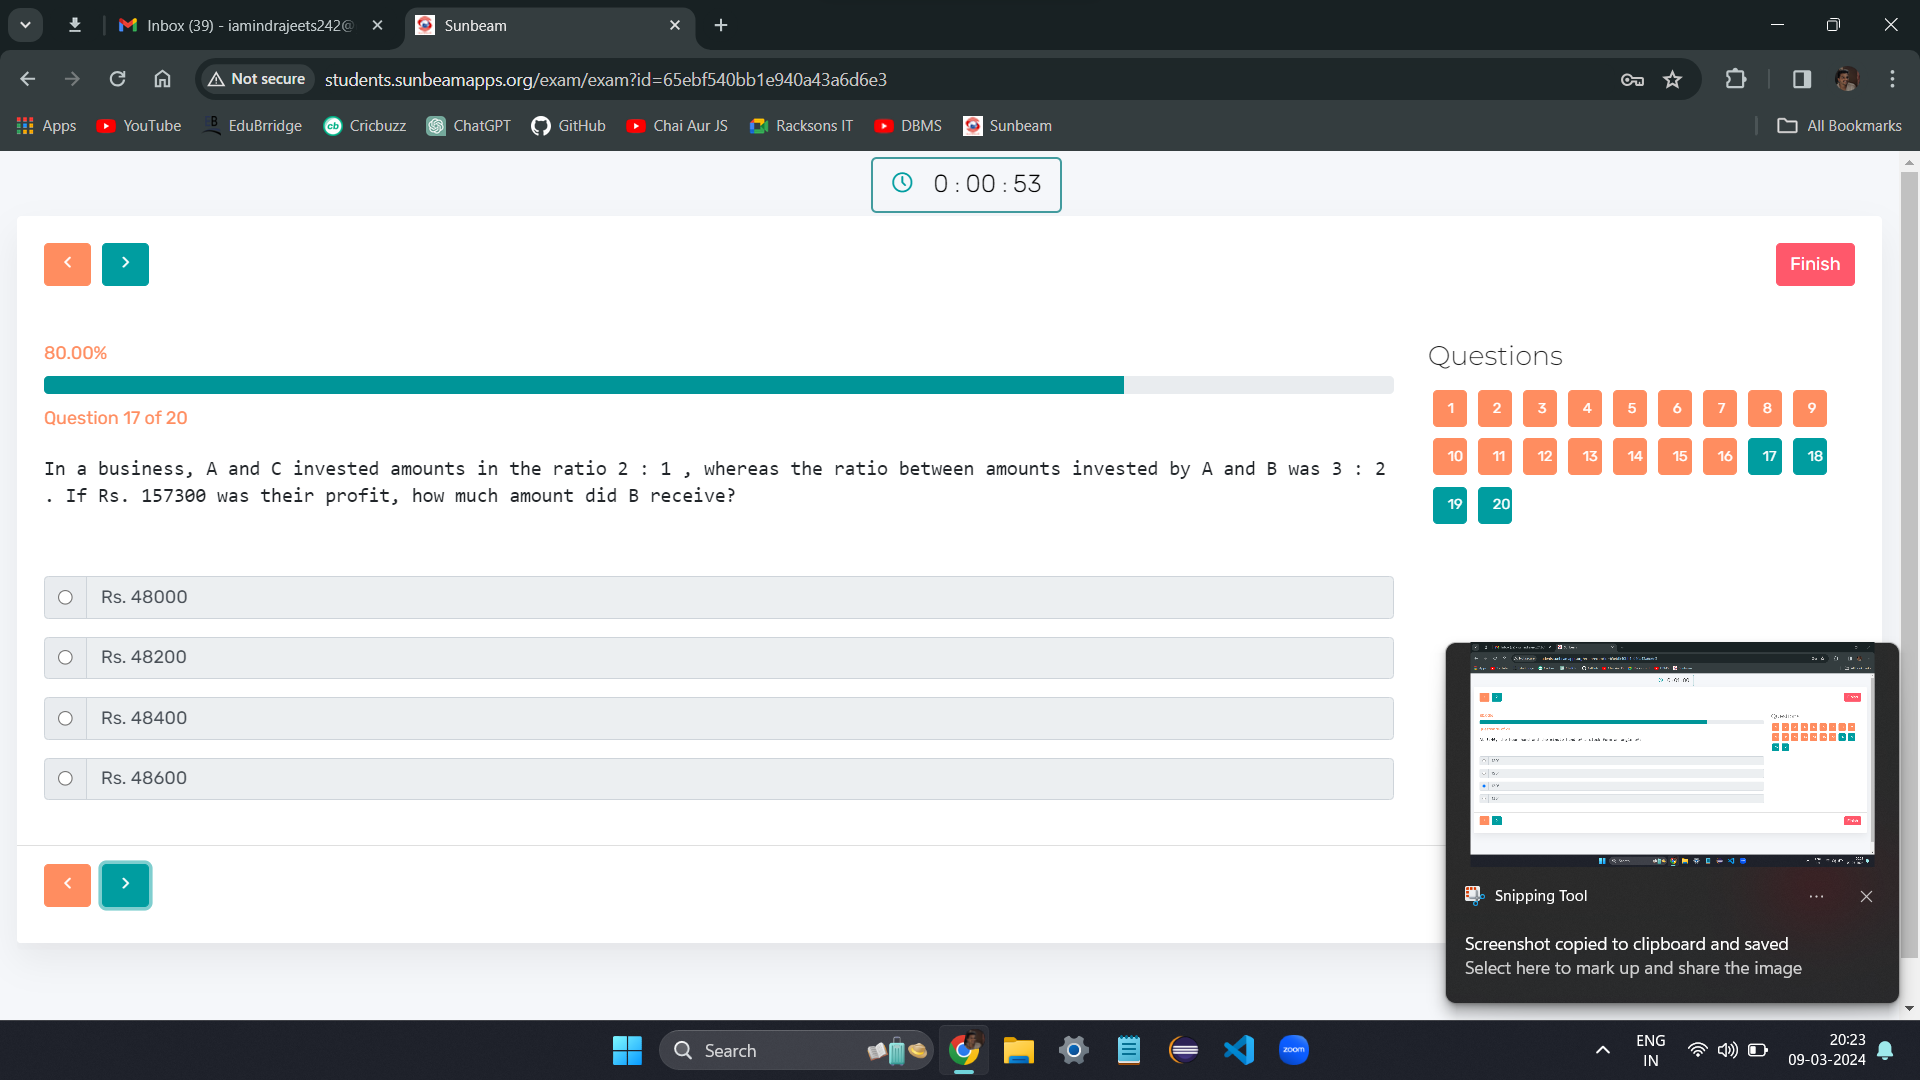 Inbox (39) - iamindrajeets242@
Sunbeam
Not secure
students.sunbeamapps.org/exam/exam?id=65ebf540bb1e940a43a6d6e3
Apps
YouTube
EduBrridge
Cricbuzz
ChatGPT
GitHub
Chai Aur JS
Racksons IT
DBMS
Sunbeam
All Bookmarks
0 : 00 : 53
Finish
80.00%
Question 17 of 20
In a business, A and C invested amounts in the ratio 2 : 1 , whereas the ratio between amounts invested by A and B was 3 : 2
. If Rs. 157300 was their profit, how much amount did B receive?
Rs. 48000
Rs. 48200
Rs. 48400
Rs. 48600
Questions
1 2 3 4 5 6 7 8 9
10 11 12 13 14 15 16 17 18
19 20
Snipping Tool
Screenshot copied to clipboard and saved
Select here to mark up and share the image
Search
zoom
ENG
IN
20:23
09-03-2024